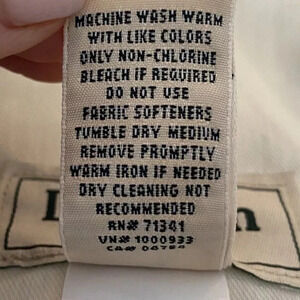 MACHINE WASH WARM
WITH LIKE COLORS
ONLY NON-CHLORINE
BLEACH IF REQUIRED
DO NOT USE
FABRIC SOFTENERS
TUMBLE DRY MEDIUM
REMOVE PROMPTLY
WARM IRON IF NEEDED
DRY CLEANING NOT
RECOMMENDED
RN# 71341
VN# 1000933
CA#